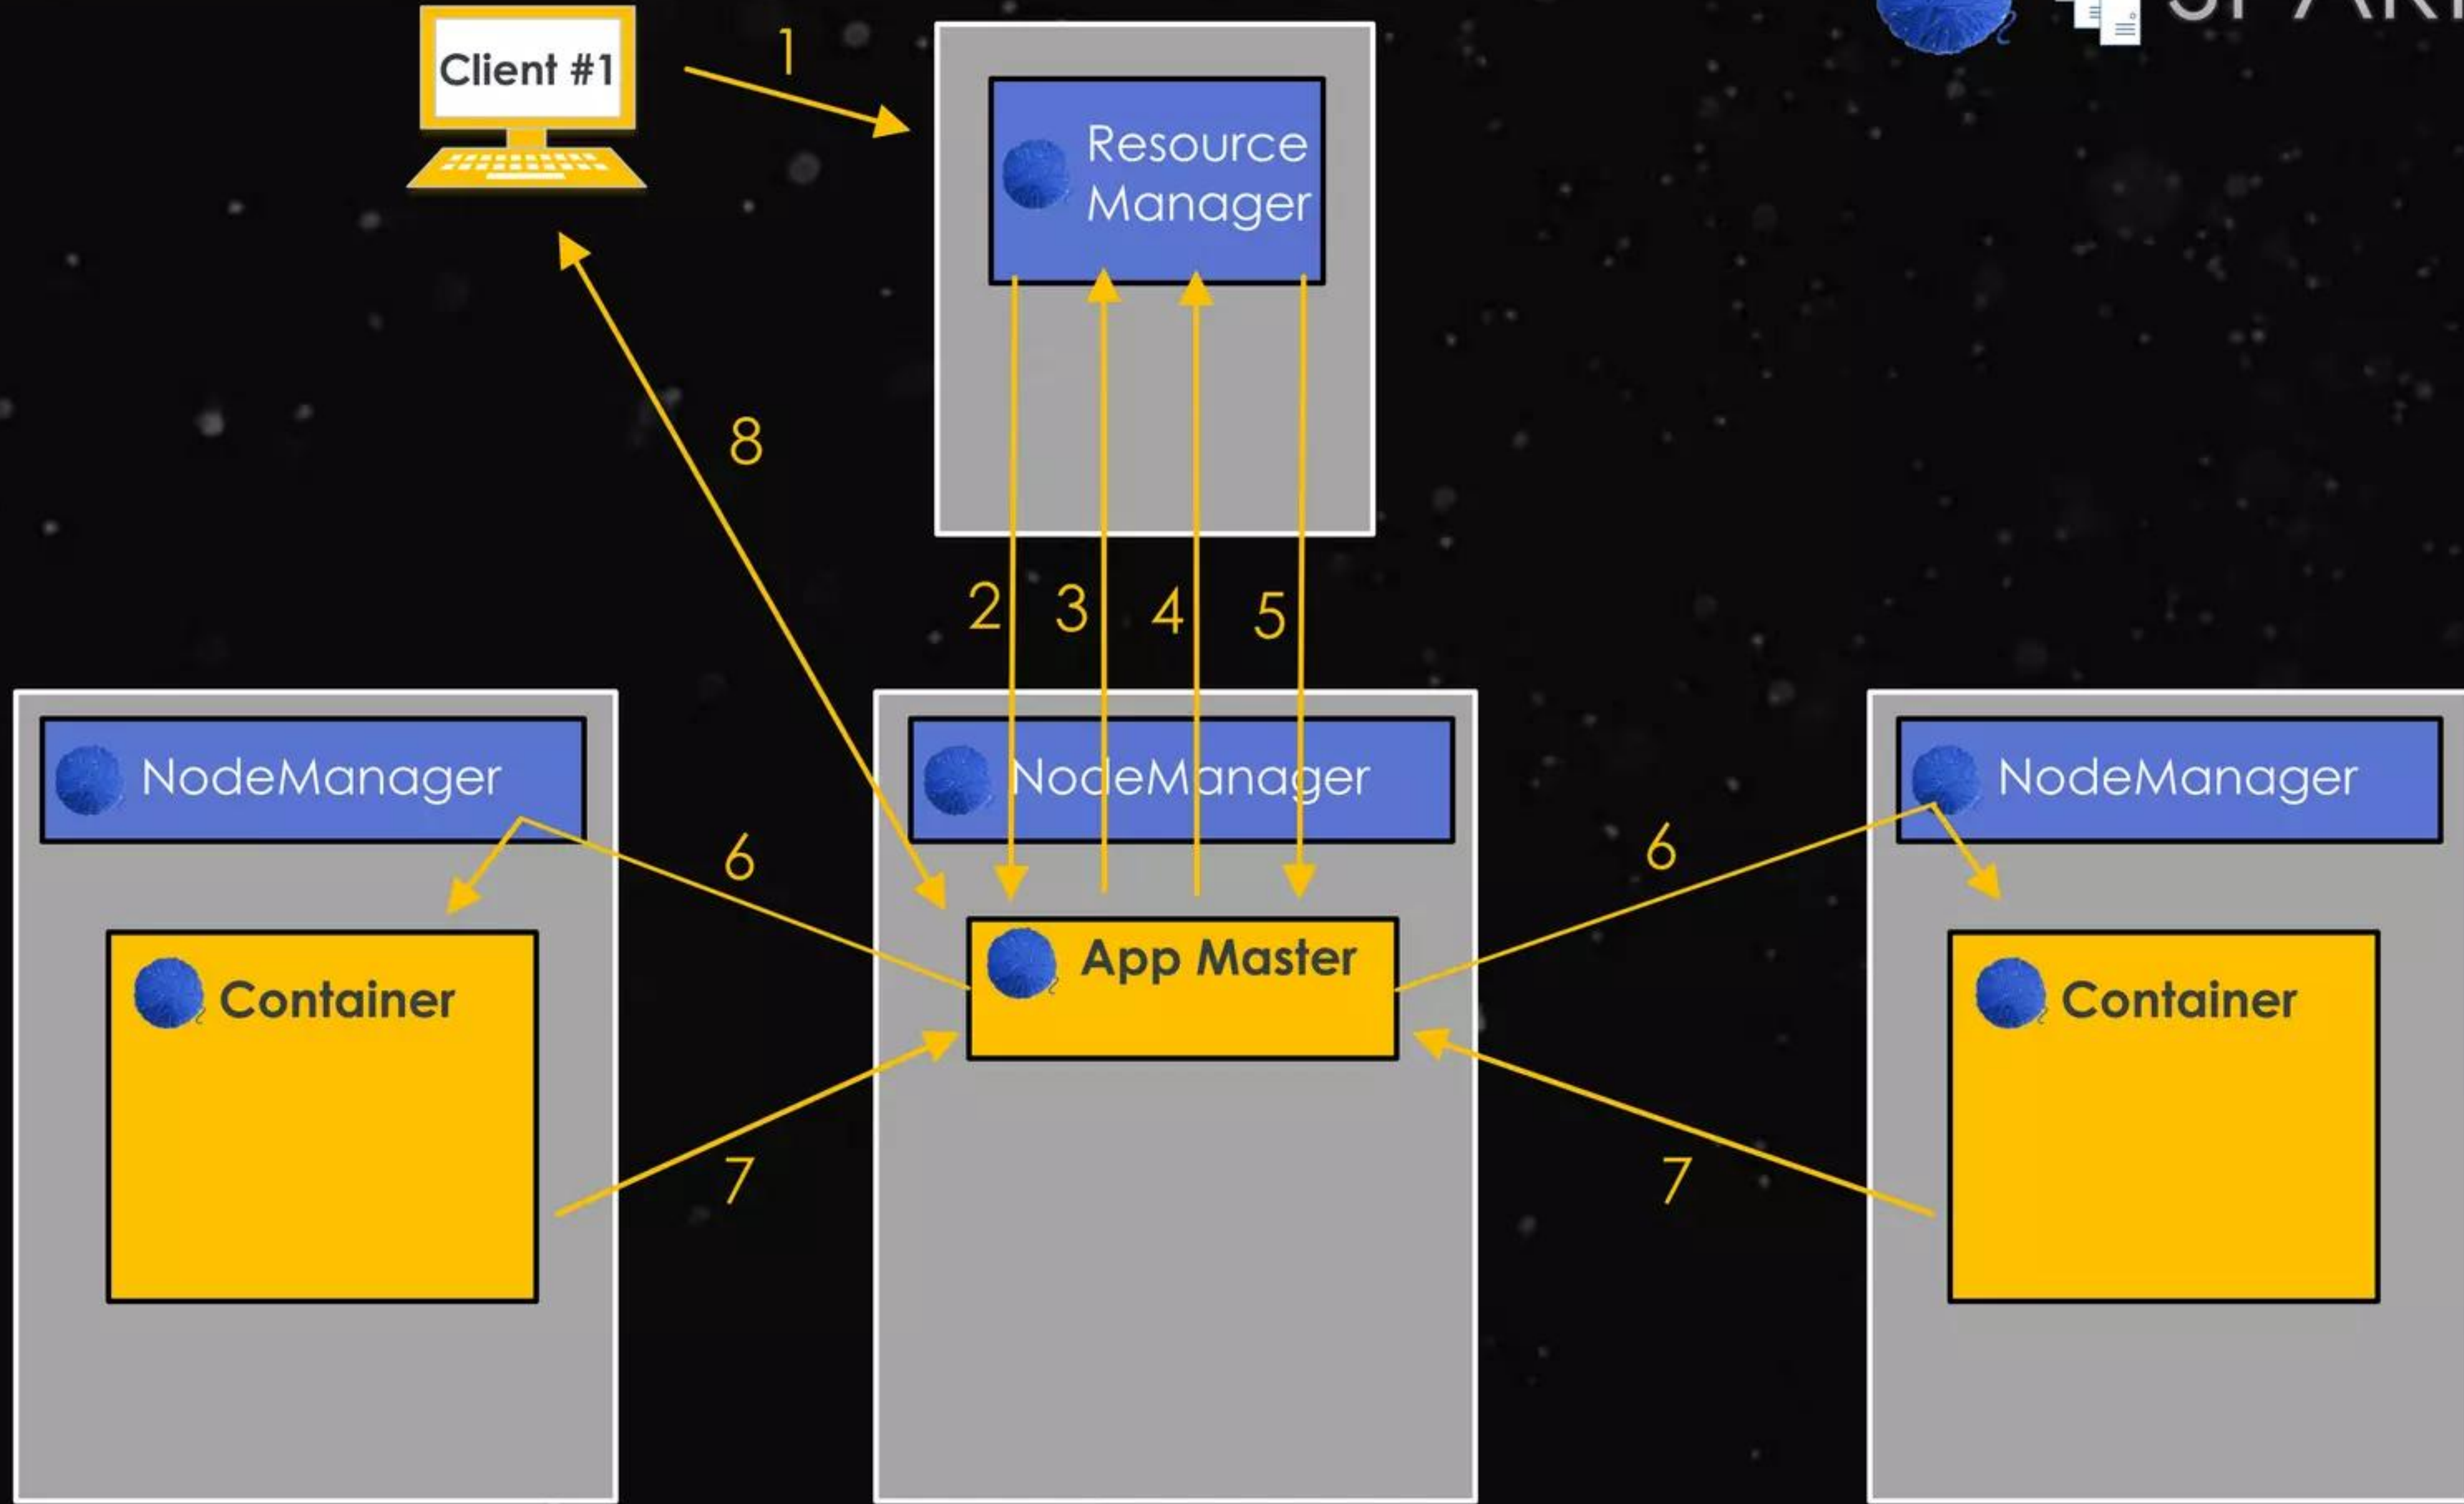 Client #1
1
Resource
Manager
8
2
3
4
5
NodeManager
NodeManager
NodeManager
6
6
App Master
Container
Container
7
7